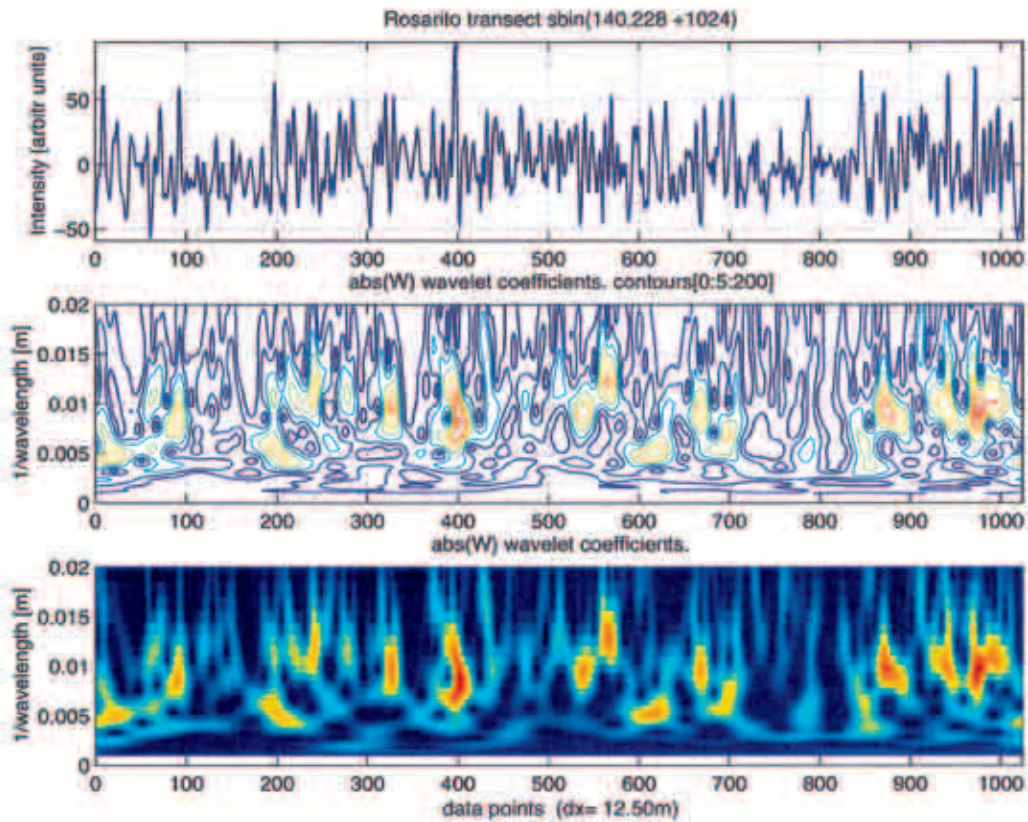 Rosarito transect sbin(140.228 +1024)
Intensity [arbitr units]
50
0
−50
0 100 200 300 400 500 600 700 800 900 1000
abs(W) wavelet coefficients. contours[0:5:200]
1/wavelength [m]
0.02
0.015
0.01
0.005
0
0 100 200 300 400 500 600 700 800 900 1000
abs(W) wavelet coefficients.
1/wavelength [m]
0.02
0.015
0.01
0.005
0
0 100 200 300 400 500 600 700 800 900 1000
data points (dx= 12.50m)